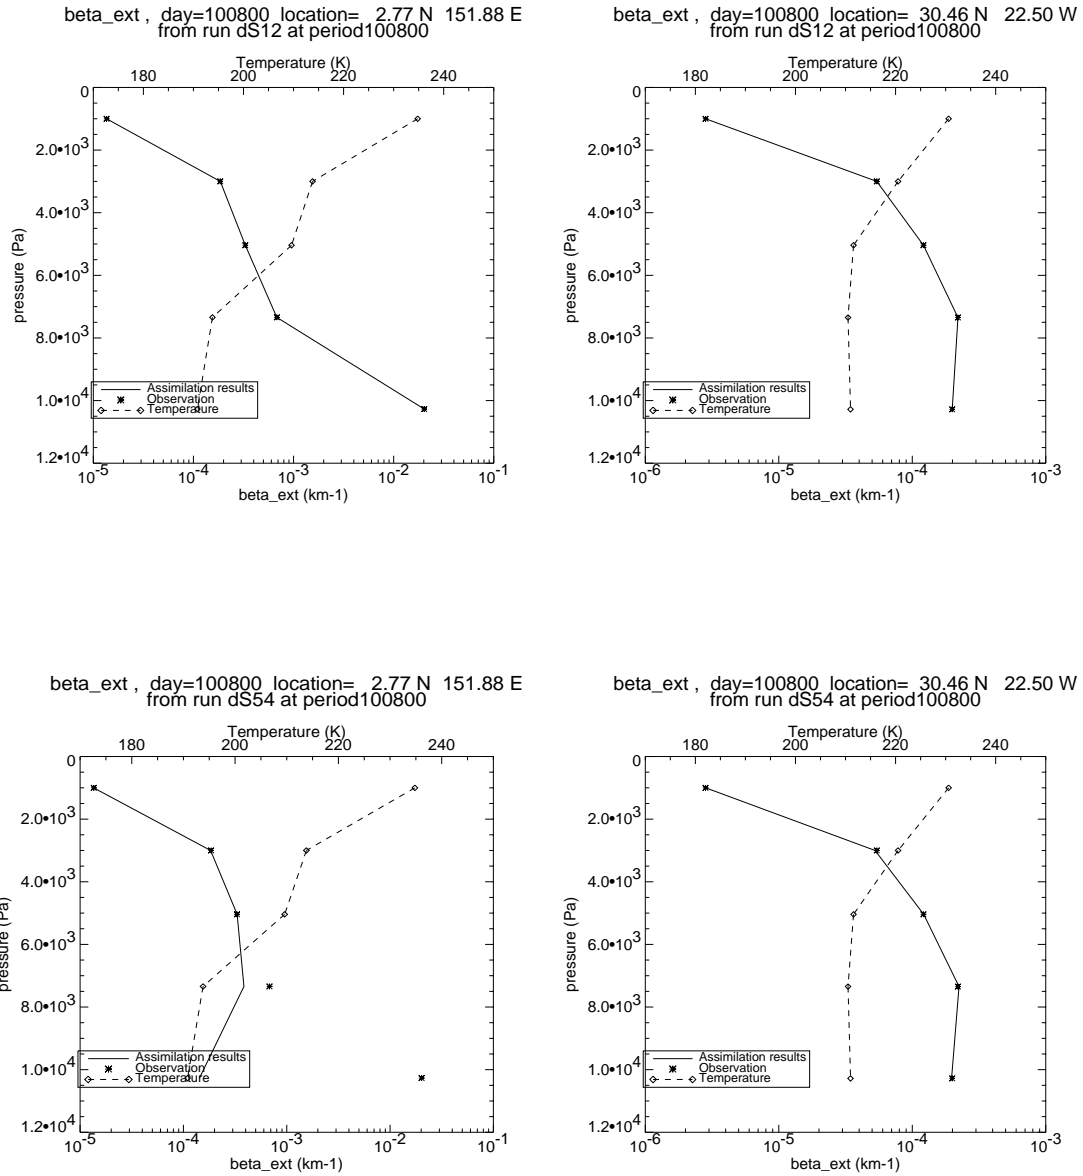 beta_ext , day=100800 location= 2.77 N 151.88 E
from run dS12 at period100800
Temperature (K)
180 200 220 240
0
2.0•10³
4.0•10³
6.0•10³
8.0•10³
1.0•10⁴
1.2•10⁴
pressure (Pa)
Assimilation results
Observation
Temperature
10⁻⁵ 10⁻⁴ 10⁻³ 10⁻² 10⁻¹
beta_ext (km-1)
beta_ext , day=100800 location= 30.46 N 22.50 W
from run dS12 at period100800
Temperature (K)
180 200 220 240
0
2.0•10³
4.0•10³
6.0•10³
8.0•10³
1.0•10⁴
1.2•10⁴
pressure (Pa)
Assimilation results
Observation
Temperature
10⁻⁶ 10⁻⁵ 10⁻⁴ 10⁻³
beta_ext (km-1)
beta_ext , day=100800 location= 2.77 N 151.88 E
from run dS54 at period100800
Temperature (K)
180 200 220 240
0
2.0•10³
4.0•10³
6.0•10³
8.0•10³
1.0•10⁴
1.2•10⁴
pressure (Pa)
Assimilation results
Observation
Temperature
10⁻⁵ 10⁻⁴ 10⁻³ 10⁻² 10⁻¹
beta_ext (km-1)
beta_ext , day=100800 location= 30.46 N 22.50 W
from run dS54 at period100800
Temperature (K)
180 200 220 240
0
2.0•10³
4.0•10³
6.0•10³
8.0•10³
1.0•10⁴
1.2•10⁴
pressure (Pa)
Assimilation results
Observation
Temperature
10⁻⁶ 10⁻⁵ 10⁻⁴ 10⁻³
beta_ext (km-1)